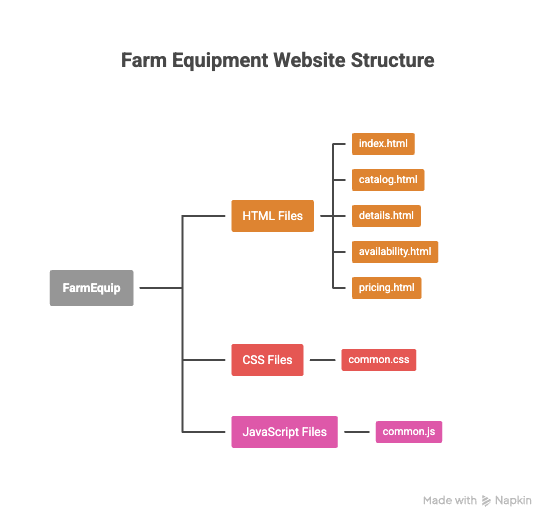 Farm Equipment Website Structure
index.html
catalog.html
HTML Files
details.html
availability.html
FarmEquip
pricing.html
CSS Files
common.css
JavaScript Files
common.js
Made with Napkin